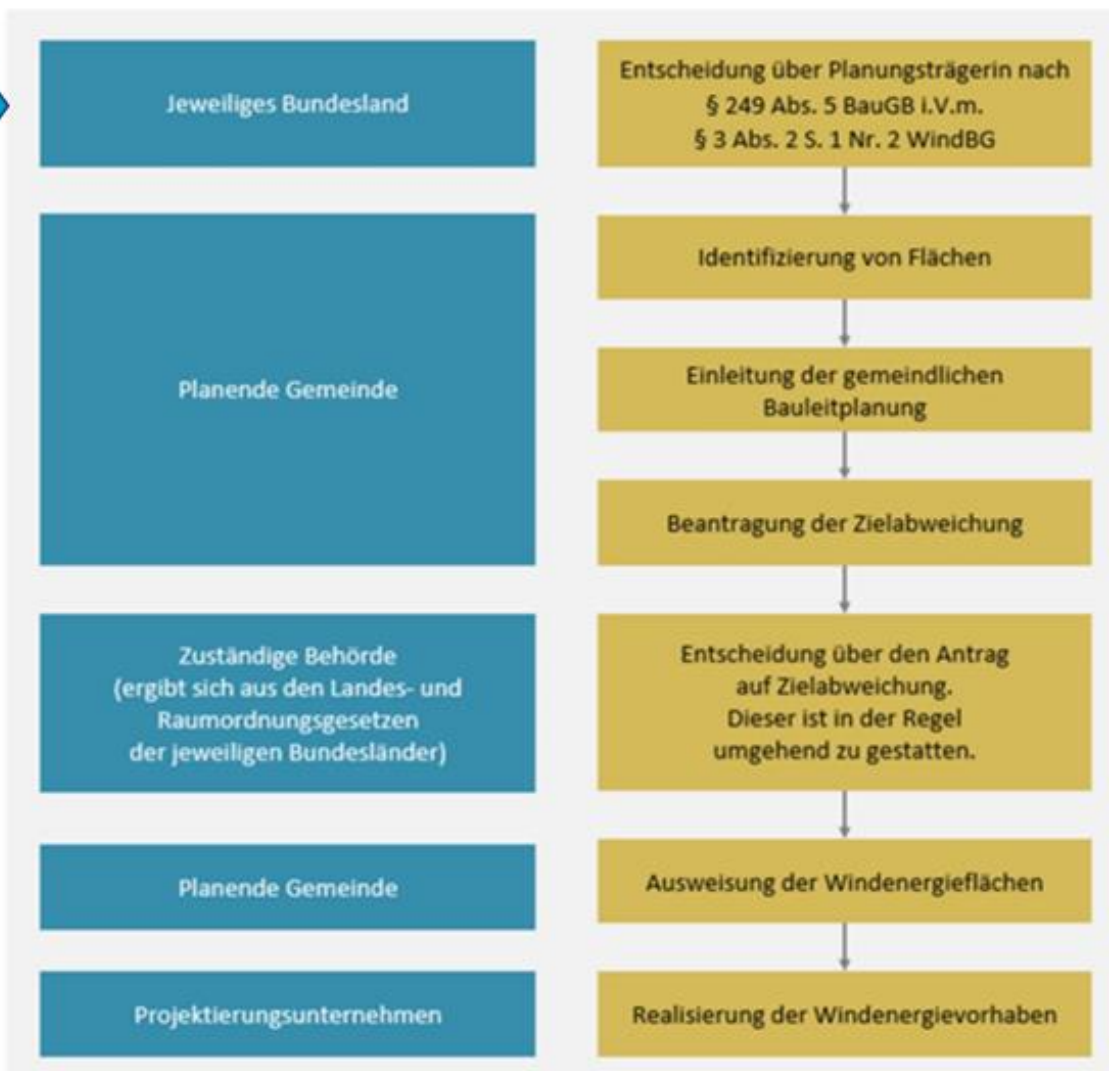 Jeweiliges Bundesland
Entscheidung über Planungsträgerin nach
§ 249 Abs. 5 BauGB i.V.m.
§ 3 Abs. 2 S. 1 Nr. 2 WindBG
Planende Gemeinde
Identifizierung von Flächen
Einleitung der gemeindlichen
Bauleitplanung
Beantragung der Zielabweichung
Zuständige Behörde
(ergibt sich aus den Landes- und
Raumordnungsgesetzen
der jeweiligen Bundesländer)
Entscheidung über den Antrag
auf Zielabweichung.
Dieser ist in der Regel
umgehend zu gestatten.
Planende Gemeinde
Ausweisung der Windenergieflächen
Projektierungsunternehmen
Realisierung der Windenergievorhaben